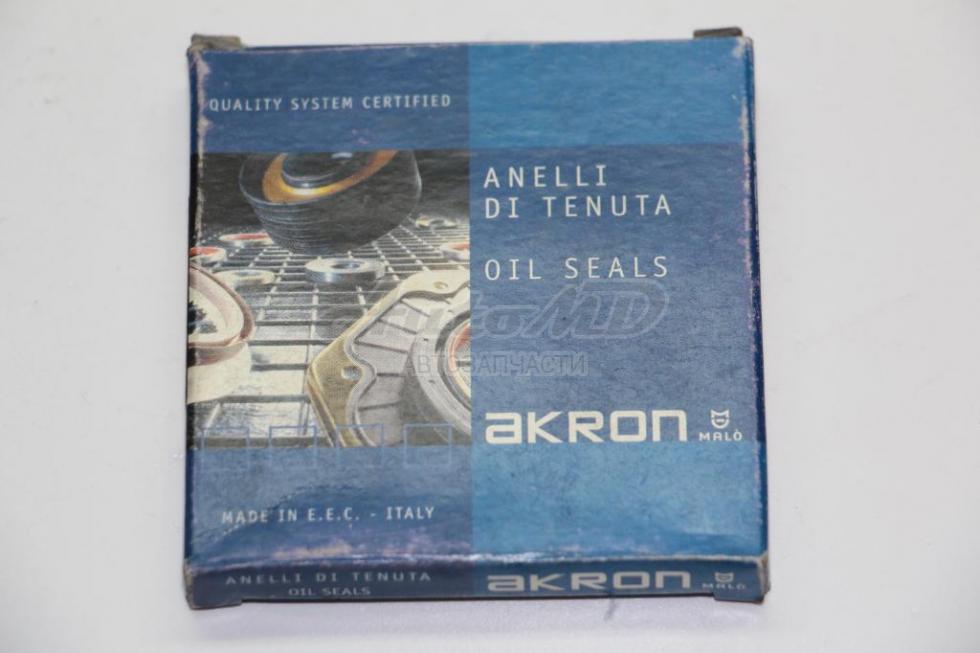 QUALITY SYSTEM CERTIFIED
ANELLI
DI TENUTA
OIL SEALS
AutoMD
АВТОЗАПЧАСТИ
AKRON
MALÒ
MADE IN E.E.C. - ITALY
ANELLI DI TENUTA
OIL SEALS
AKRON
MALÒ